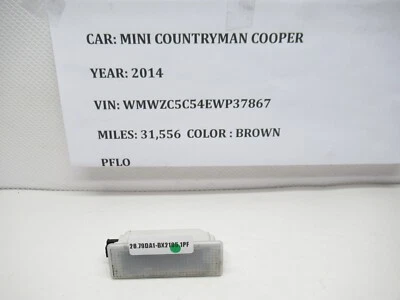 CAR: MINI COUNTRYMAN COOPER
YEAR: 2014
VIN: WMWZC5C54EWP37867
MILES: 31,556 COLOR : BROWN
PFLO